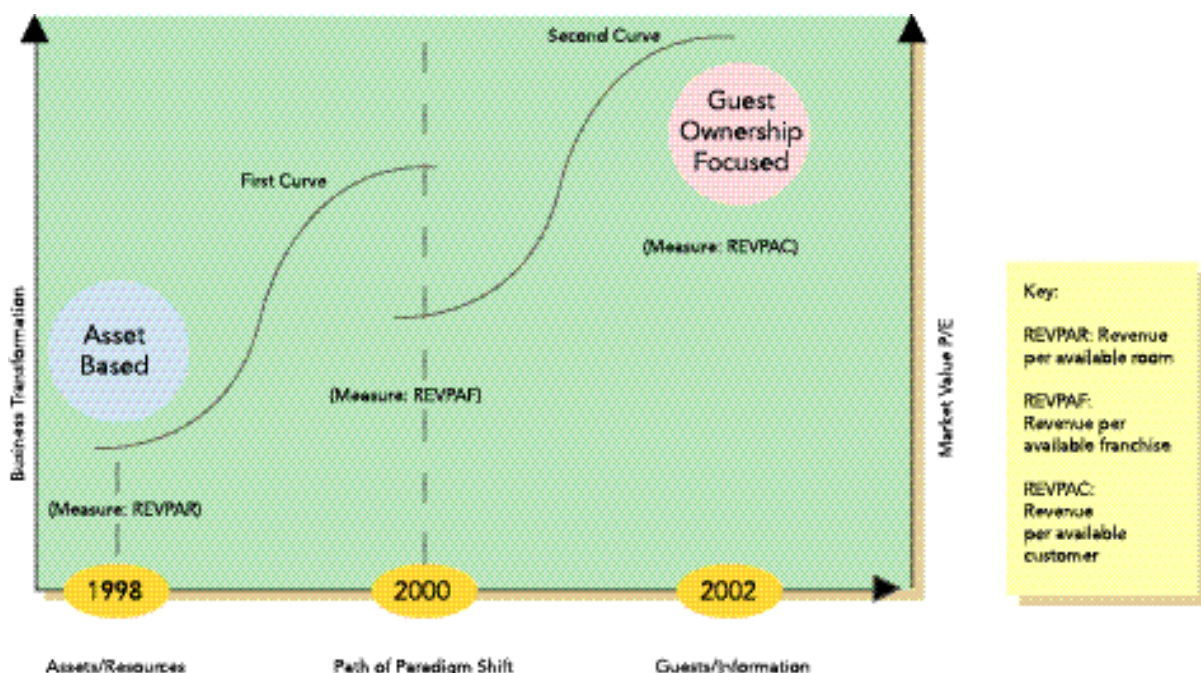 Second Curve
Guest
Ownership
Focused
First Curve
(Measure: REVPAC)
Asset
Based
(Measure: REVPAF)
(Measure: REVPAR)
Business Transformation
Market Value P/E
Key:
REVPAR: Revenue
per available room
REVPAF:
Revenue per
available franchise
REVPAC:
Revenue
per available
customer
1998
2000
2002
Assets/Resources
Path of Paradigm Shift
Guests/Information